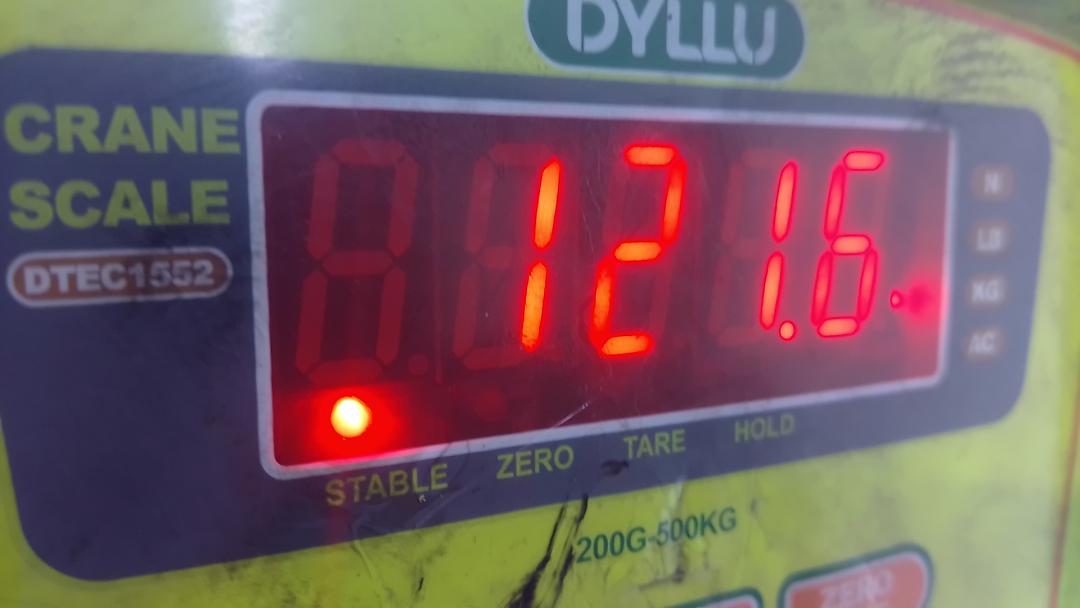 DYLLU
CRANE
SCALE
DTEC1552
121.6
N
LB
KG
AC
STABLE
ZERO
TARE
HOLD
200G-500KG
ZERO